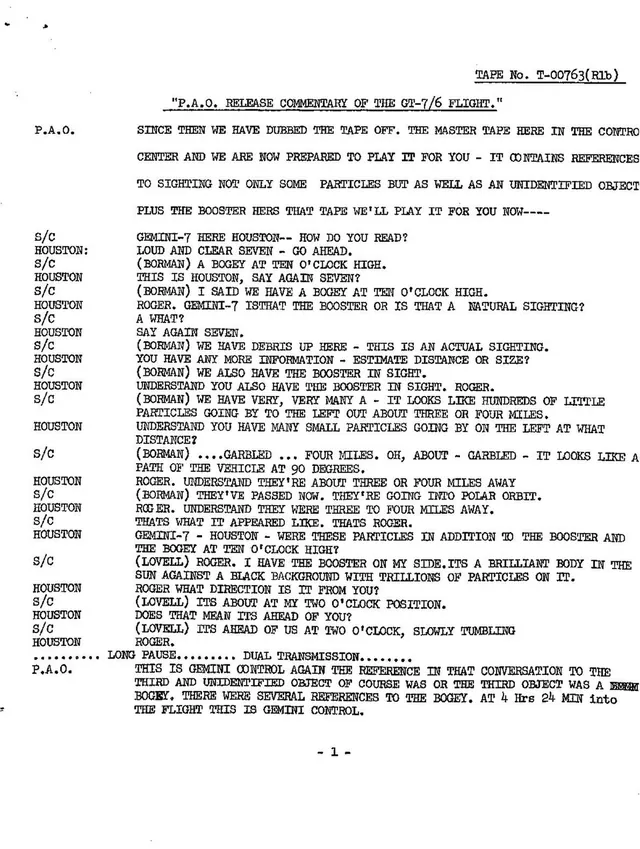 TAPE No. T-00763(R1b)
"P.A.O. RELEASE COMMENTARY OF THE GT-7/6 FLIGHT."
P.A.O. SINCE THEN WE HAVE DUBBED THE TAPE OFF. THE MASTER TAPE HERE IN THE CONTRO
CENTER AND WE ARE NOW PREPARED TO PLAY IT FOR YOU - IT CONTAINS REFERENCES
TO SIGHTING NOT ONLY SOME PARTICLES BUT AS WELL AS AN UNIDENTIFIED OBJECT
PLUS THE BOOSTER HERS THAT TAPE WE'LL PLAY IT FOR YOU NOW----
S/C GEMINI-7 HERE HOUSTON-- HOW DO YOU READ?
HOUSTON: LOUD AND CLEAR SEVEN - GO AHEAD.
S/C (BORMAN) A BOGEY AT TEN O'CLOCK HIGH.
HOUSTON THIS IS HOUSTON, SAY AGAIN SEVEN?
S/C (BORMAN) I SAID WE HAVE A BOGEY AT TEN O'CLOCK HIGH.
HOUSTON ROGER. GEMINI-7 ISTHAT THE BOOSTER OR IS THAT A NATURAL SIGHTING?
S/C A WHAT?
HOUSTON SAY AGAIN SEVEN.
S/C (BORMAN) WE HAVE DEBRIS UP HERE - THIS IS AN ACTUAL SIGHTING.
HOUSTON YOU HAVE ANY MORE INFORMATION - ESTIMATE DISTANCE OR SIZE?
S/C (BORMAN) WE ALSO HAVE THE BOOSTER IN SIGHT.
HOUSTON UNDERSTAND YOU ALSO HAVE THE BOOSTER IN SIGHT. ROGER.
S/C (BORMAN) WE HAVE VERY, VERY MANY A - IT LOOKS LIKE HUNDREDS OF LITTLE
PARTICLES GOING BY TO THE LEFT OUT ABOUT THREE OR FOUR MILES.
HOUSTON UNDERSTAND YOU HAVE MANY SMALL PARTICLES GOING BY ON THE LEFT AT WHAT
DISTANCE?
S/C (BORMAN) ....GARBLED ... FOUR MILES. OH, ABOUT - GARBLED - IT LOOKS LIKE A
PATH OF THE VEHICLE AT 90 DEGREES.
HOUSTON ROGER. UNDERSTAND THEY'RE ABOUT THREE OR FOUR MILES AWAY
S/C (BORMAN) THEY'VE PASSED NOW. THEY'RE GOING INTO POLAR ORBIT.
HOUSTON ROGER. UNDERSTAND THEY WERE THREE TO FOUR MILES AWAY.
S/C THATS WHAT IT APPEARED LIKE. THATS ROGER.
HOUSTON GEMINI-7 - HOUSTON - WERE THESE PARTICLES IN ADDITION TO THE BOOSTER AND
THE BOGEY AT TEN O'CLOCK HIGH?
S/C (LOVELL) ROGER. I HAVE THE BOOSTER ON MY SIDE.ITS A BRILLIANT BODY IN THE
SUN AGAINST A BLACK BACKGROUND WITH TRILLIONS OF PARTICLES ON IT.
HOUSTON ROGER WHAT DIRECTION IS IT FROM YOU?
S/C (LOVELL) ITS ABOUT AT MY TWO O'CLOCK POSITION.
HOUSTON DOES THAT MEAN ITS AHEAD OF YOU?
S/C (LOVELL) ITS AHEAD OF US AT TWO O'CLOCK, SLOWLY TUMBLING
HOUSTON ROGER.
.......... LONG PAUSE......... DUAL TRANSMISSION........
P.A.O. THIS IS GEMINI CONTROL AGAIN THE REFERENCE IN THAT CONVERSATION TO THE
THIRD AND UNIDENTIFIED OBJECT OF COURSE WAS OR THE THIRD OBJECT WAS A
BOGEY. THERE WERE SEVERAL REFERENCES TO THE BOGEY. AT 4 Hrs 24 MIN into
THE FLIGHT THIS IS GEMINI CONTROL.
- 1 -